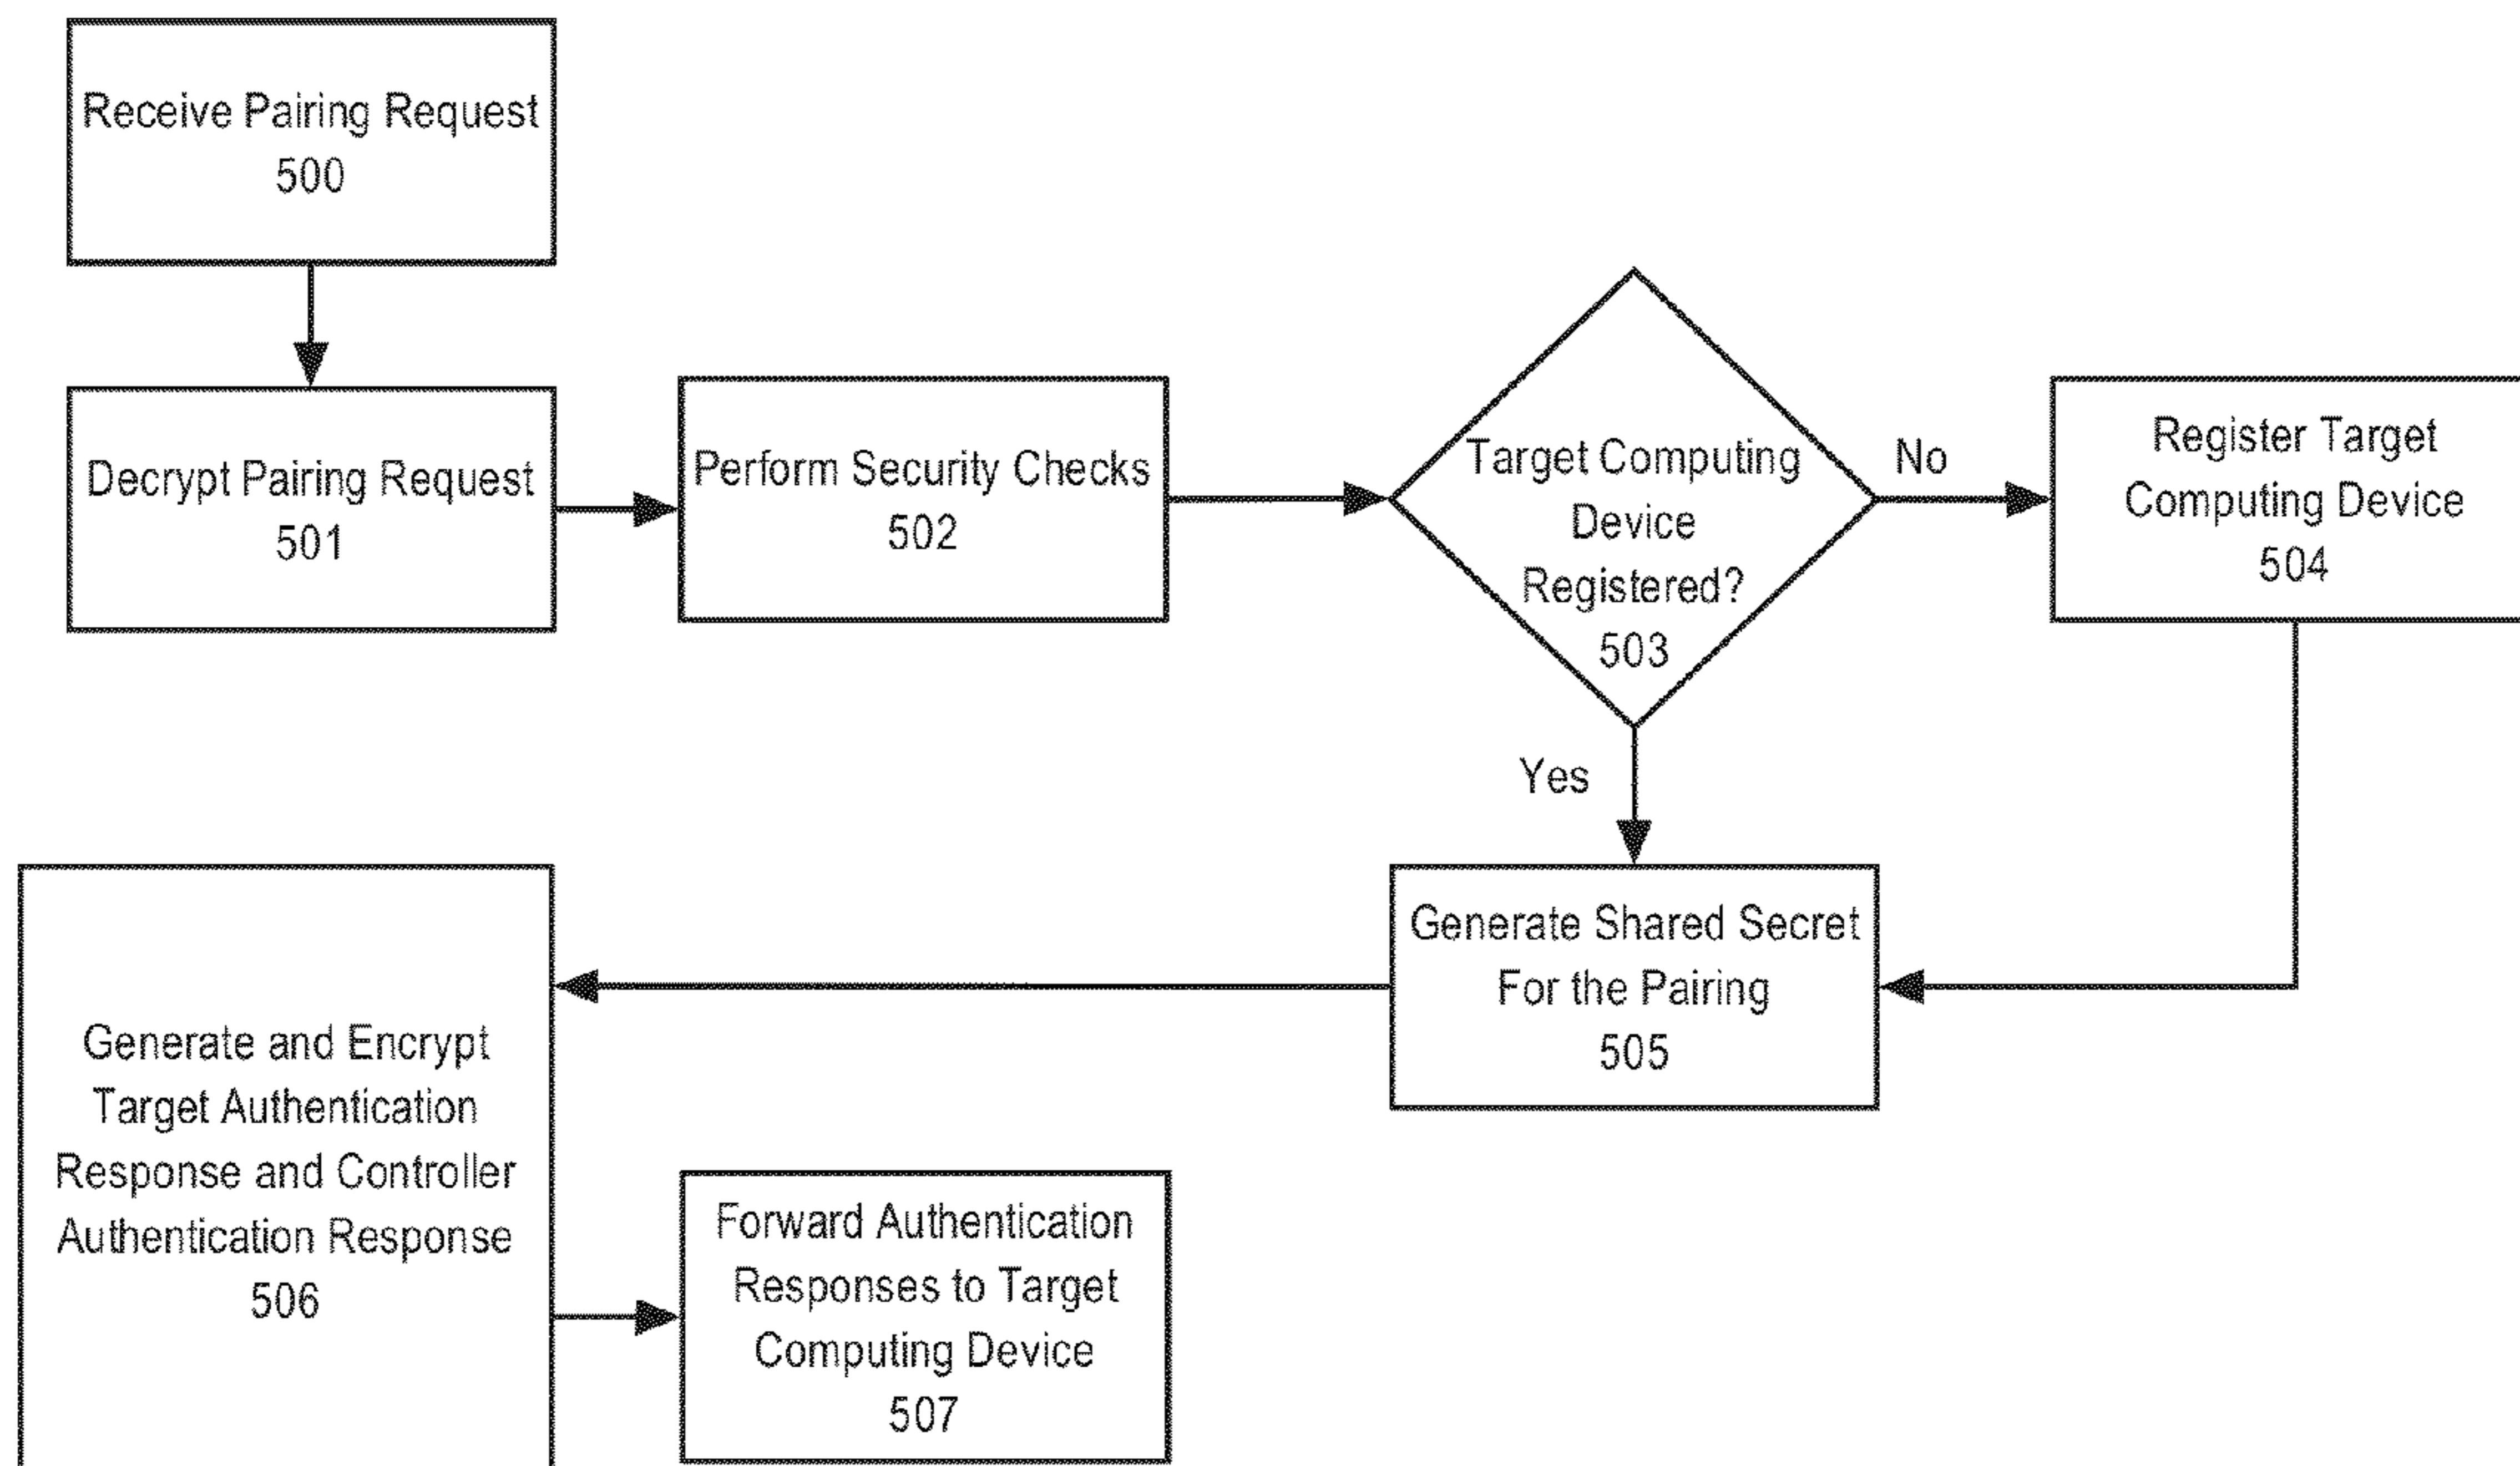 Receive Pairing Request
500
Decrypt Pairing Request
501
Perform Security Checks
502
Target Computing
Device
Registered?
503
No
Register Target
Computing Device
504
Yes
Generate Shared Secret
For the Pairing
505
Generate and Encrypt
Target Authentication
Response and Controller
Authentication Response
506
Forward Authentication
Responses to Target
Computing Device
507